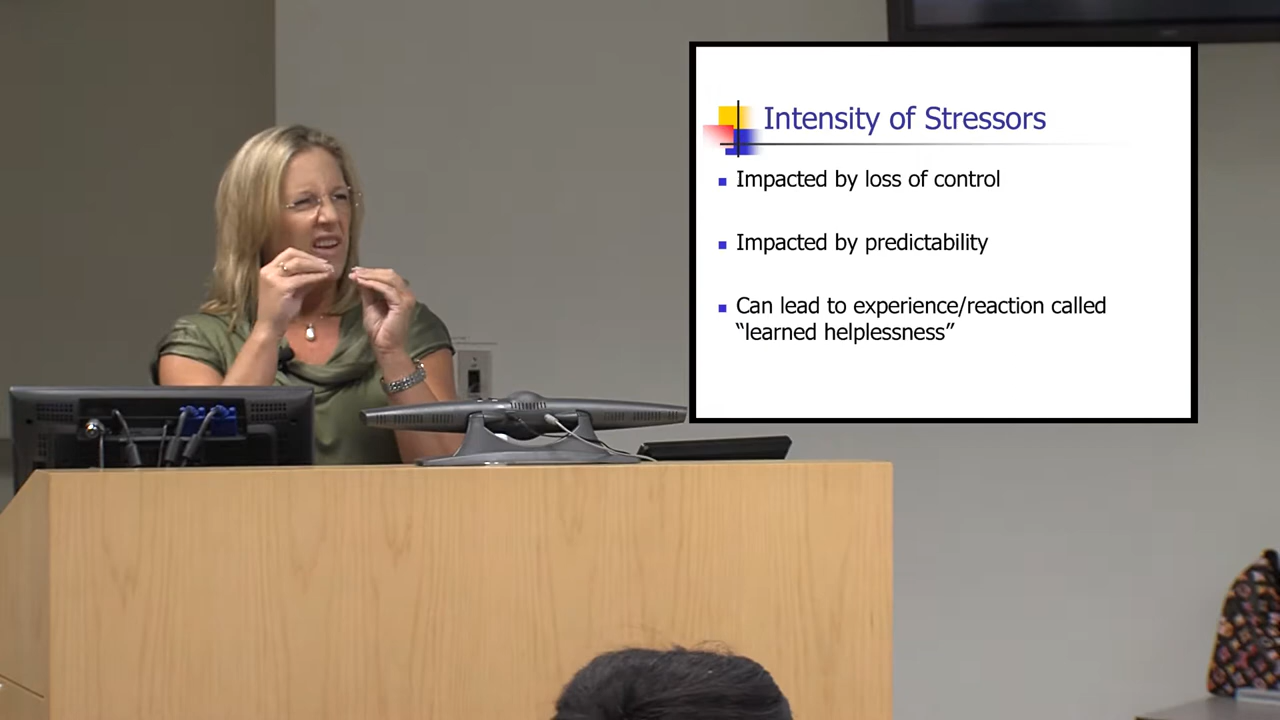 Intensity of Stressors
Impacted by loss of control
Impacted by predictability
Can lead to experience/reaction called
“learned helplessness”